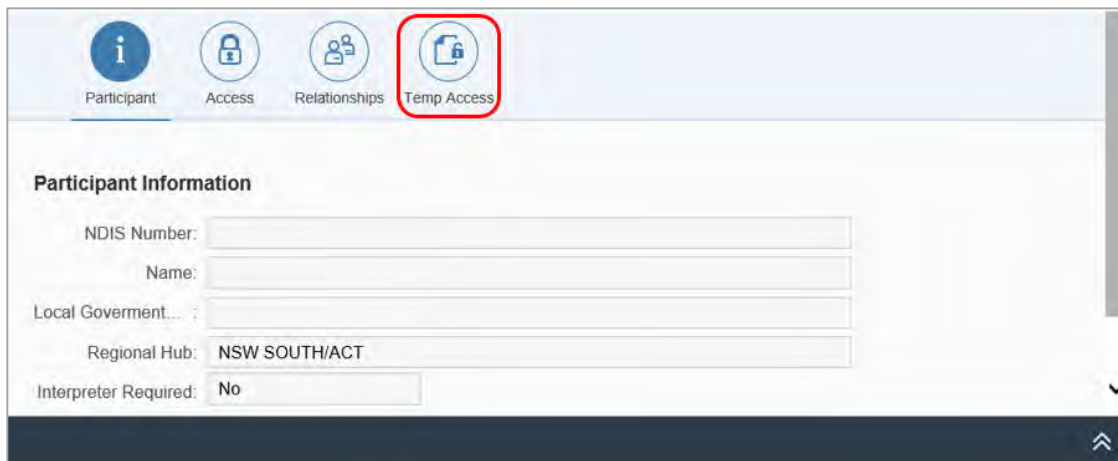 i
Participant Access Relationships Temp Access
Participant Information
NDIS Number:
Name:
Local Goverment... :
Regional Hub: NSW SOUTH/ACT
Interpreter Required: No